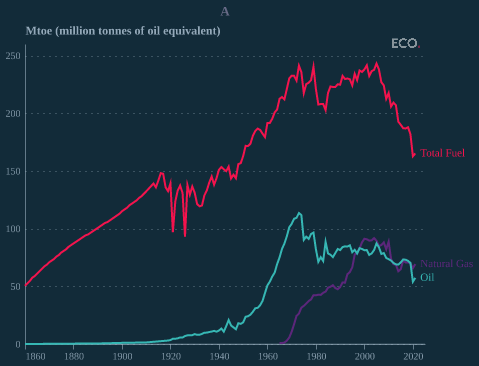 A
Mtoe (million tonnes of oil equivalent)
ECO.
250
200
150
100
50
0
Total Fuel
Natural Gas
Oil
1860 1880 1900 1920 1940 1960 1980 2000 2020